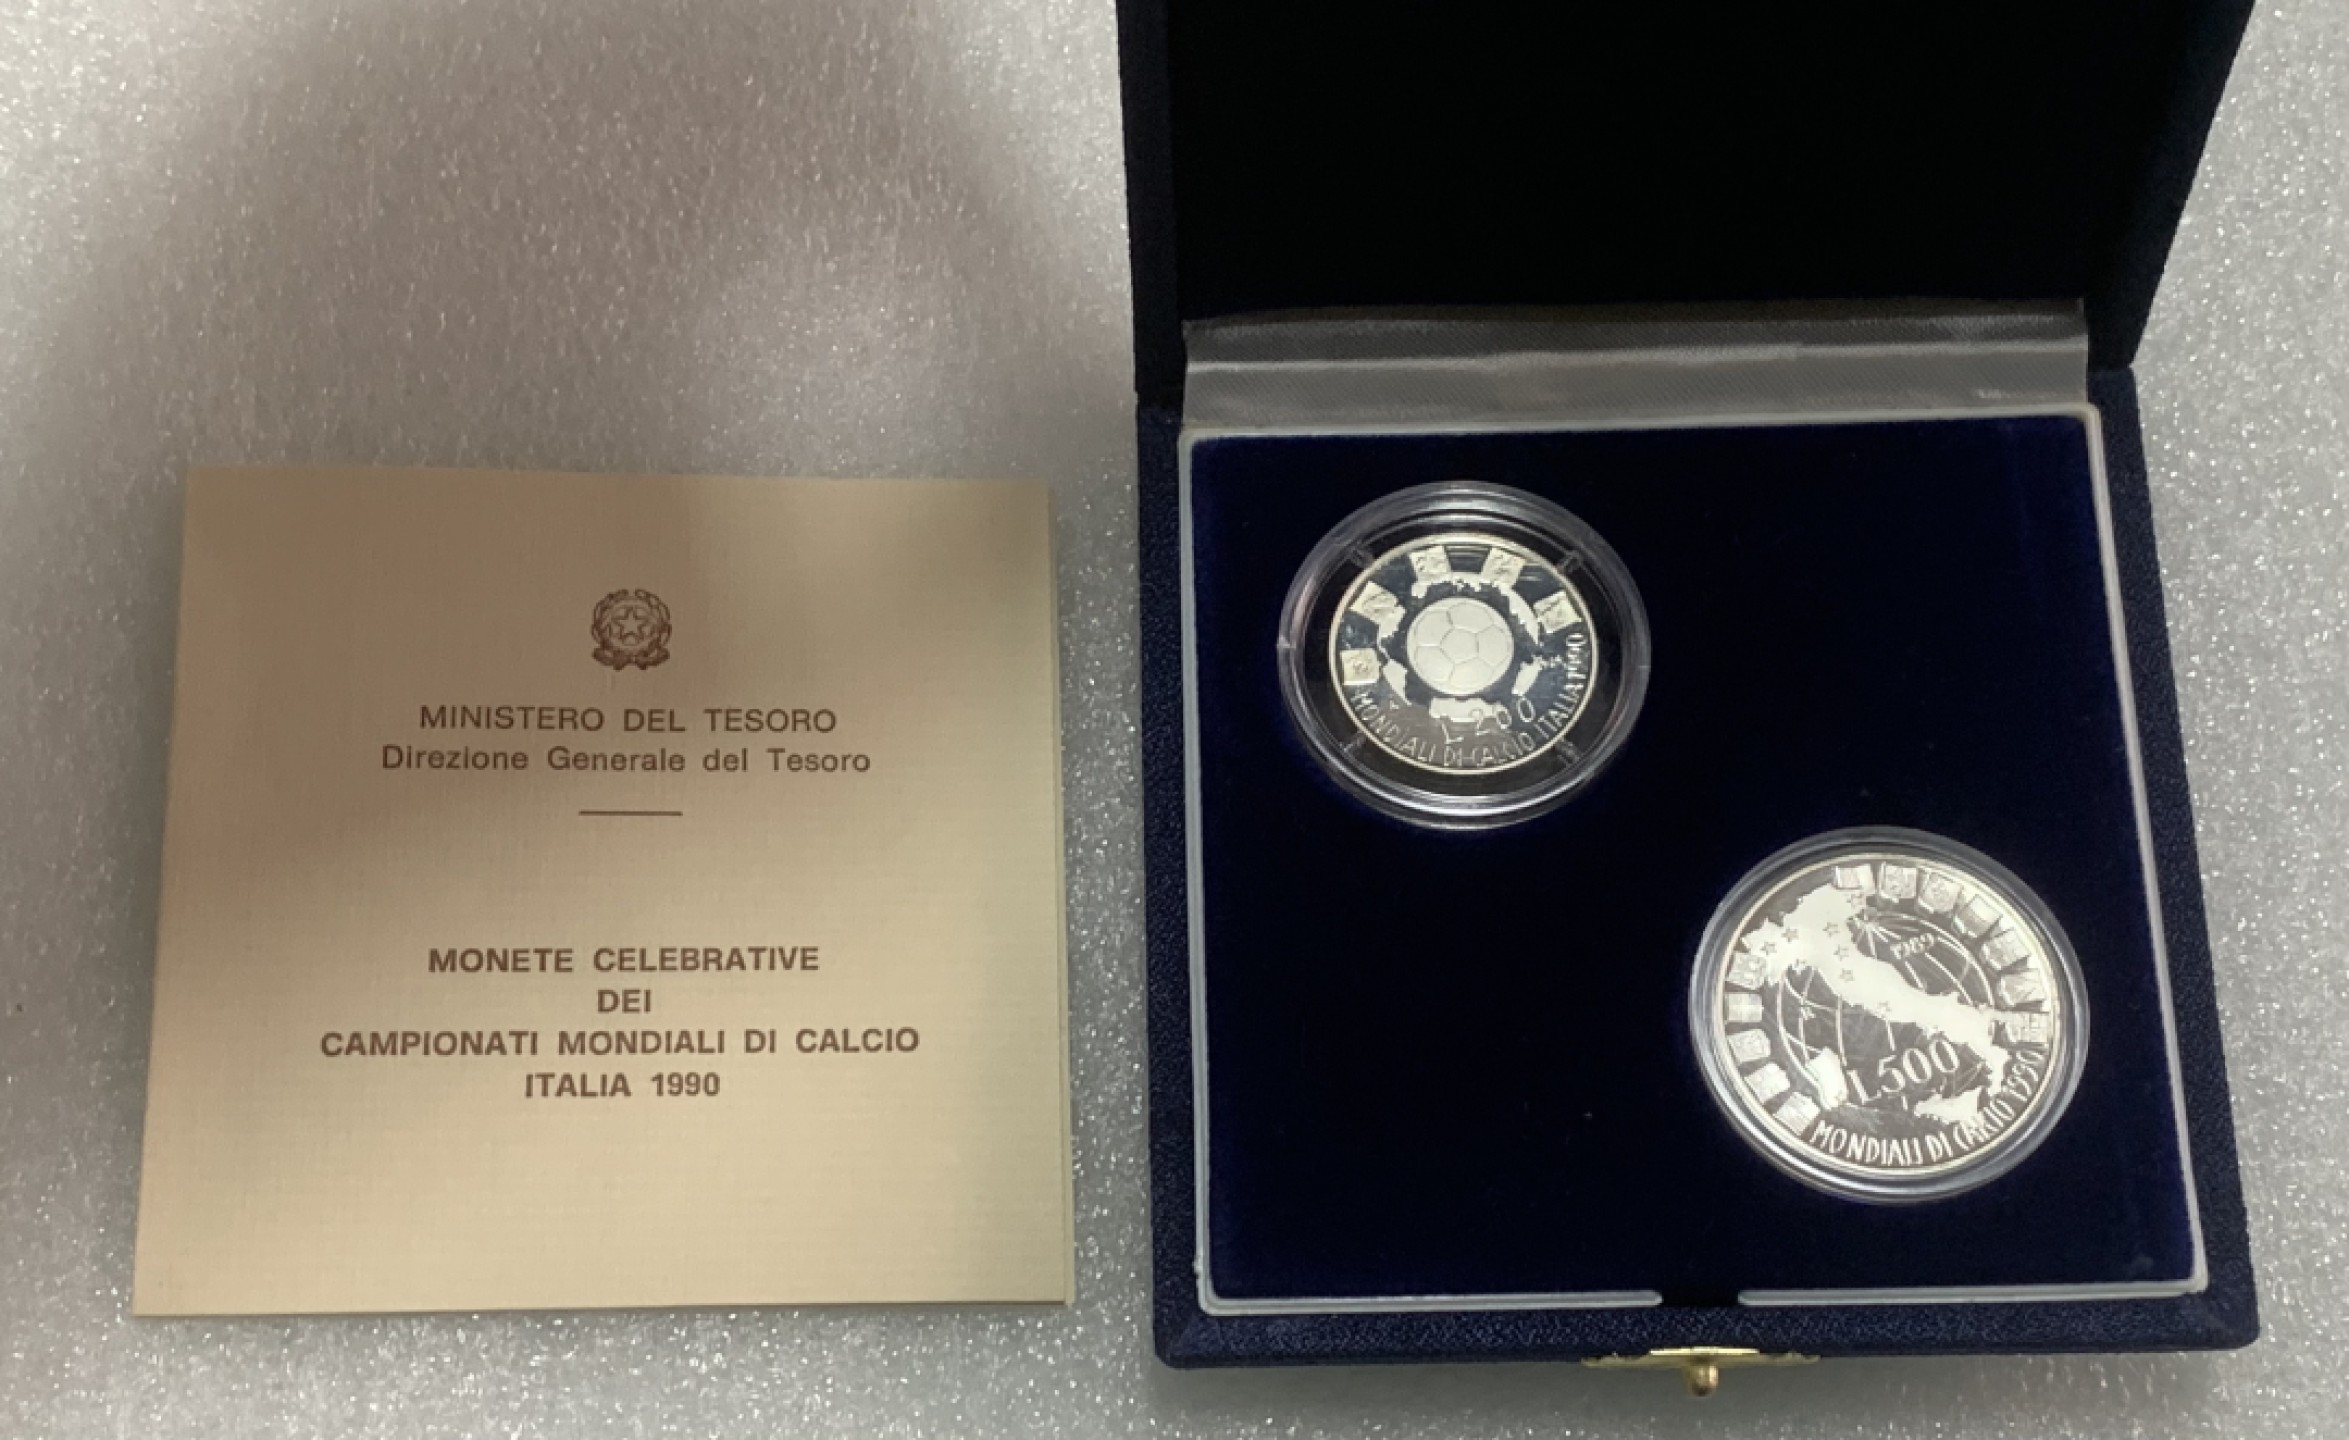 MINISTERO DEL TESORO
Direzione Generale del Tesoro
MONETE CELEBRATIVE
DEI
CAMPIONATI MONDIALI DI CALCIO
ITALIA 1990
L 200
MONDIALI DI CALCIO ITALIA 1990
1989
L.500
MONDIALI DI CALCIO 1990